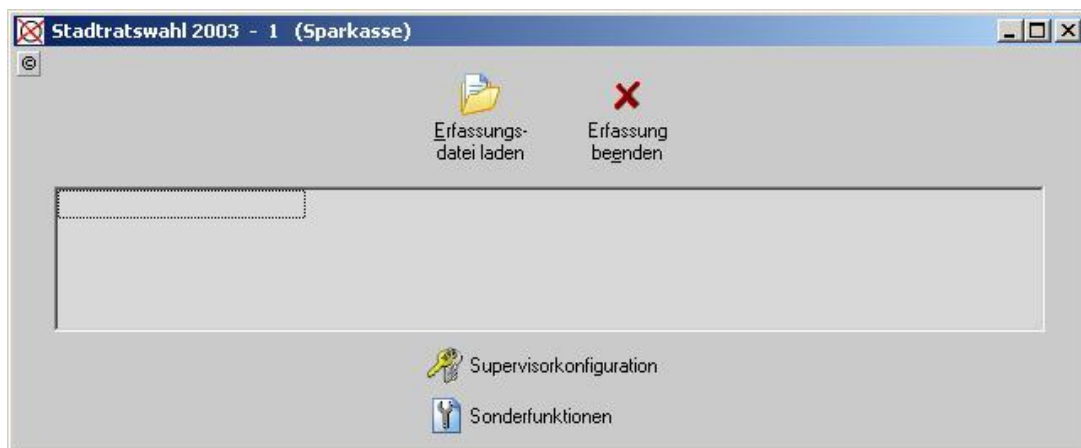 Stadtratswahl 2003 - 1 (Sparkasse)
©
Erfassungs-
datei laden
Erfassung
beenden
Supervisorkonfiguration
Sonderfunktionen